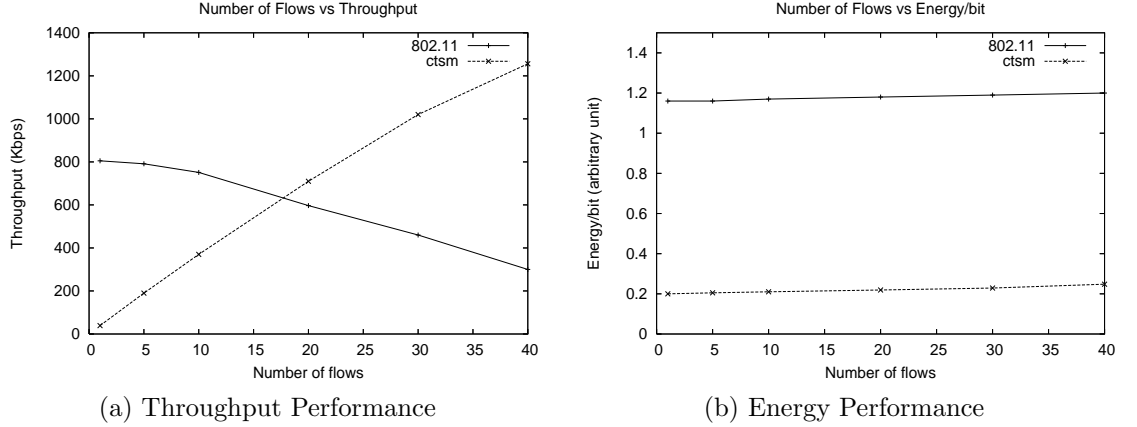 Number of Flows vs Throughput
1400
1200
1000
800
600
400
200
0
0 5 10 15 20 25 30 35 40
Throughput (Kbps)
Number of flows
802.11
ctsm
(a) Throughput Performance
Number of Flows vs Energy/bit
1.4
1.2
1
0.8
0.6
0.4
0.2
0
0 5 10 15 20 25 30 35 40
Energy/bit (arbitrary unit)
Number of flows
802.11
ctsm
(b) Energy Performance